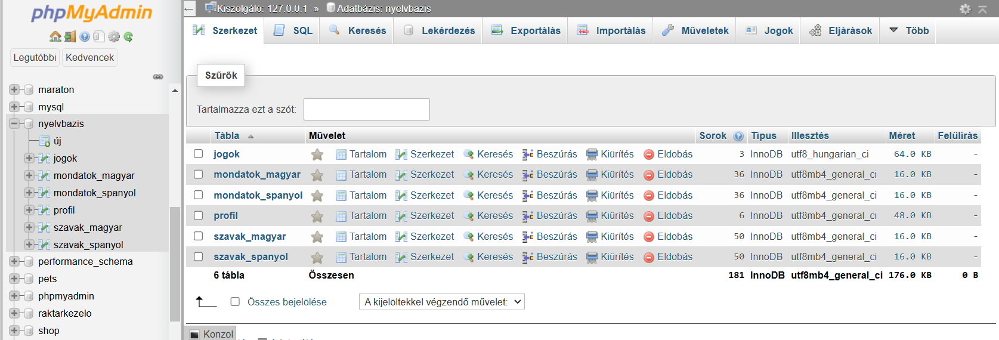 phpMyAdmin
Legutóbbi Kedvencek
maraton
mysql
nyelvbazis
új
jogok
mondatok_magyar
mondatok_spanyol
profil
szavak_magyar
szavak_spanyol
performance_schema
pets
phpmyadmin
raktarkezelo
shop
← Kiszolgáló: 127.0.0.1 » Adatbázis: nyelvbazis
Szerkezet SQL Keresés Lekérdezés Exportálás Importálás Műveletek Jogok Eljárások Több
Szűrők
Tartalmazza ezt a szót:
Tábla Művelet Sorok Típus Illesztés Méret Felülírás
jogok Tartalom Szerkezet Keresés Beszúrás Kiürítés Eldobás 3 InnoDB utf8_hungarian_ci 64.0 KB -
mondatok_magyar Tartalom Szerkezet Keresés Beszúrás Kiürítés Eldobás 36 InnoDB utf8mb4_general_ci 16.0 KB -
mondatok_spanyol Tartalom Szerkezet Keresés Beszúrás Kiürítés Eldobás 36 InnoDB utf8mb4_general_ci 16.0 KB -
profil Tartalom Szerkezet Keresés Beszúrás Kiürítés Eldobás 6 InnoDB utf8mb4_general_ci 48.0 KB -
szavak_magyar Tartalom Szerkezet Keresés Beszúrás Kiürítés Eldobás 50 InnoDB utf8mb4_general_ci 16.0 KB -
szavak_spanyol Tartalom Szerkezet Keresés Beszúrás Kiürítés Eldobás 50 InnoDB utf8mb4_general_ci 16.0 KB -
6 tábla Összesen 181 InnoDB utf8mb4_general_ci 176.0 KB 0 B
Összes bejelölése A kijelöltekkel végzendő művelet:
Konzol